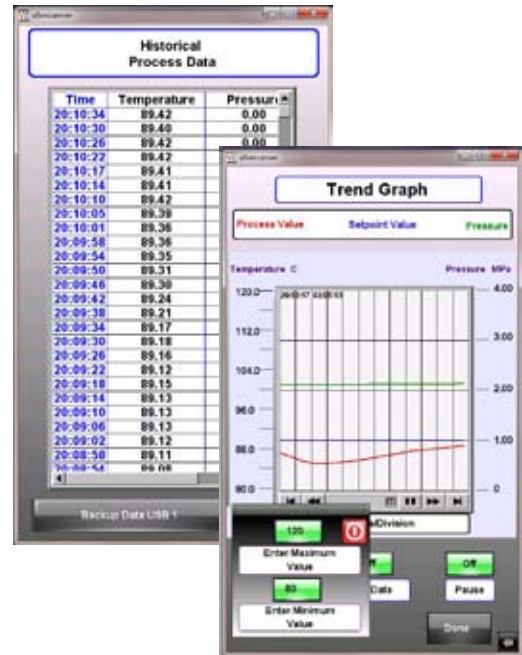 Historical
Process Data
Time Temperature Pressure
20:10:34 89.42 0.00
20:10:30 89.40 0.00
20:10:26 89.42 0.00
20:10:22 89.42
20:10:17 89.41
20:10:14 89.41
20:10:10 89.42
20:10:05 89.39
20:10:01 89.36
20:09:58 89.36
20:09:54 89.35
20:09:50 89.31
20:09:46 89.30
20:09:42 89.24
20:09:38 89.21
20:09:34 89.17
20:09:30 89.18
20:09:26 89.16
20:09:22 89.12
20:09:18 89.15
20:09:14 89.13
20:09:10 89.13
20:09:06 89.13
20:09:02 89.12
20:08:58 89.11
20:08:54 89.08
Backup Data USB 1
Trend Graph
Process Value Setpoint Value Pressure
Temperature C Pressure MPa
120.0 4.00
112.0 3.00
104.0
96.0 2.00
88.0 1.00
80.0 0
/Division
120
Enter Maximum
Value
80
Enter Minimum
Value
Data
Off
Pause
Done